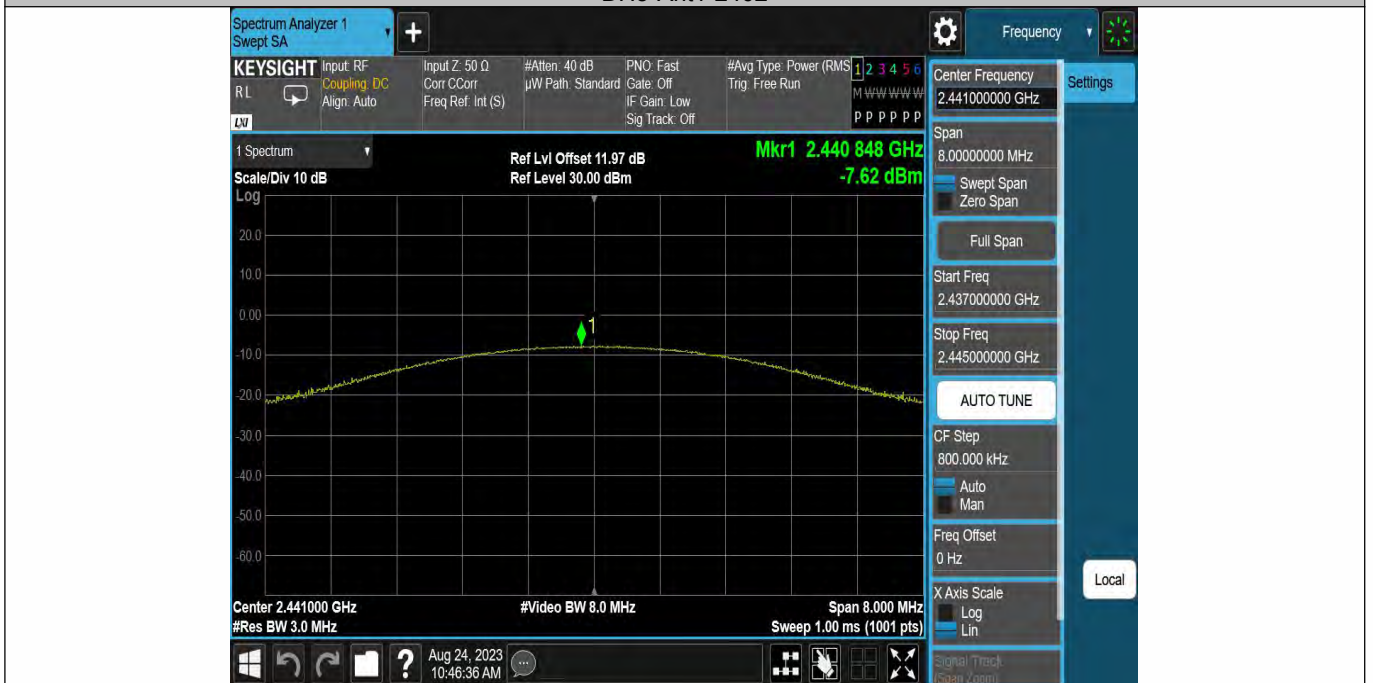 Spectrum Analyzer 1
Swept SA
+
Frequency
KEYSIGHT
RL
LXI
Input: RF
Coupling: DC
Align: Auto
Input Z: 50 Ω
Corr CCorr
Freq Ref: Int (S)
#Atten: 40 dB
µW Path: Standard
PNO: Fast
Gate: Off
IF Gain: Low
Sig Track: Off
#Avg Type: Power (RMS
Trig: Free Run
1 2 3 4 5 6
M W W W W W
P P P P P P
Center Frequency
2.441000000 GHz
Settings
Span
8.00000000 MHz
Swept Span
Zero Span
Full Span
Start Freq
2.437000000 GHz
Stop Freq
2.445000000 GHz
AUTO TUNE
CF Step
800.000 kHz
Auto
Man
Freq Offset
0 Hz
X Axis Scale
Log
Lin
Signal Track
(Span Zoom)
Local
1 Spectrum
Scale/Div 10 dB
Log
Ref Lvl Offset 11.97 dB
Ref Level 30.00 dBm
Mkr1 2.440 848 GHz
-7.62 dBm
20.0
10.0
0.00
-10.0
-20.0
-30.0
-40.0
-50.0
-60.0
1
Center 2.441000 GHz
#Res BW 3.0 MHz
#Video BW 8.0 MHz
Span 8.000 MHz
Sweep 1.00 ms (1001 pts)
?
Aug 24, 2023
10:46:36 AM